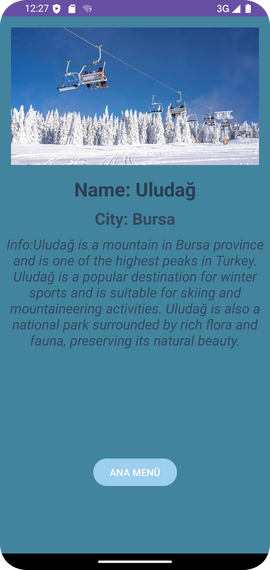 12:27
3G
Name: Uludağ
City: Bursa
Info:Uludağ is a mountain in Bursa province
and is one of the highest peaks in Turkey.
Uludağ is a popular destination for winter
sports and is suitable for skiing and
mountaineering activities. Uludağ is also a
national park surrounded by rich flora and
fauna, preserving its natural beauty.
ANA MENÜ